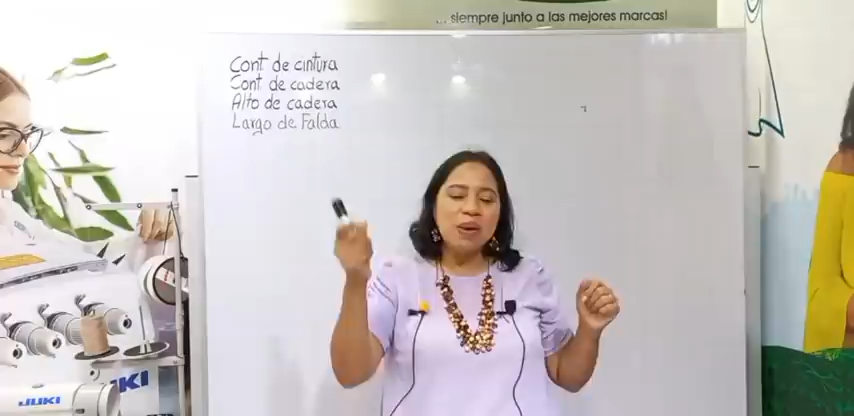 ... siempre junto a las mejores marcas!
Cont de cintura
Cont de cadera
Alto de cadera
Largo de Falda
JUKI
JUKI